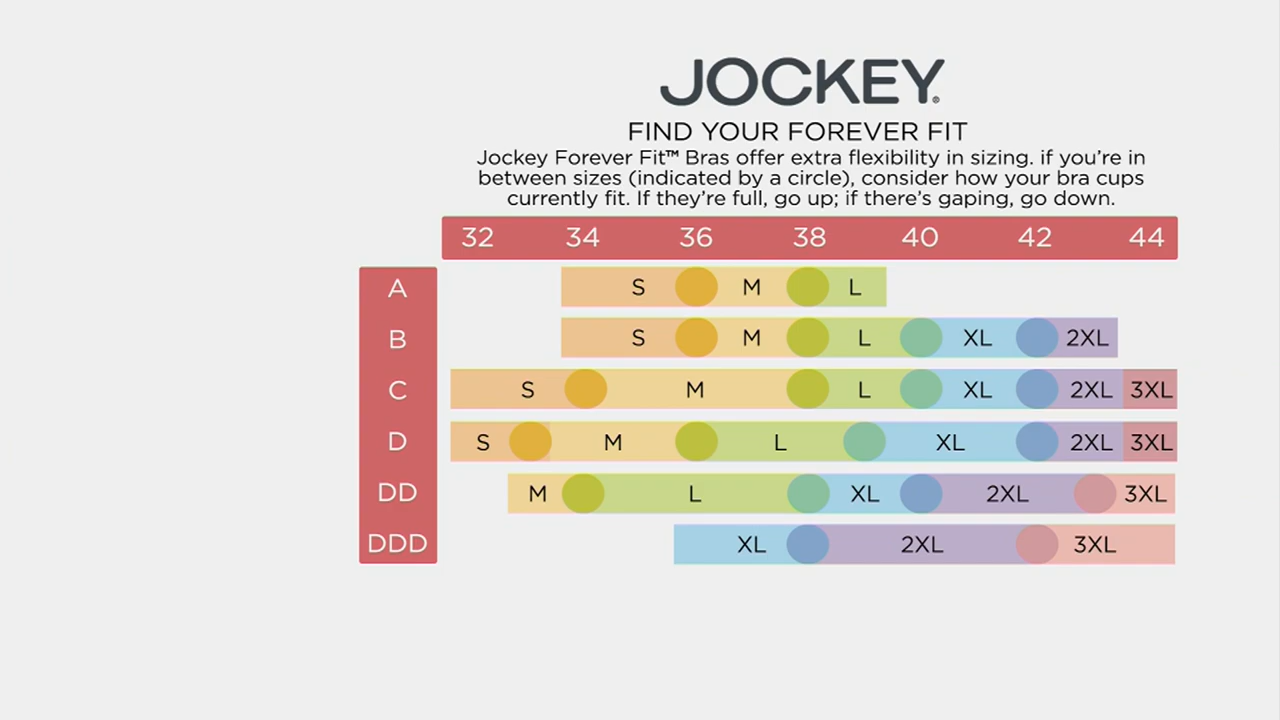 JOCKEY®
FIND YOUR FOREVER FIT
Jockey Forever Fit™ Bras offer extra flexibility in sizing. if you're in
between sizes (indicated by a circle), consider how your bra cups
currently fit. If they're full, go up; if there's gaping, go down.
32 34 36 38 40 42 44
A S M L
B S M L XL 2XL
C S M L XL 2XL 3XL
D S M L XL 2XL 3XL
DD M L XL 2XL 3XL
DDD XL 2XL 3XL